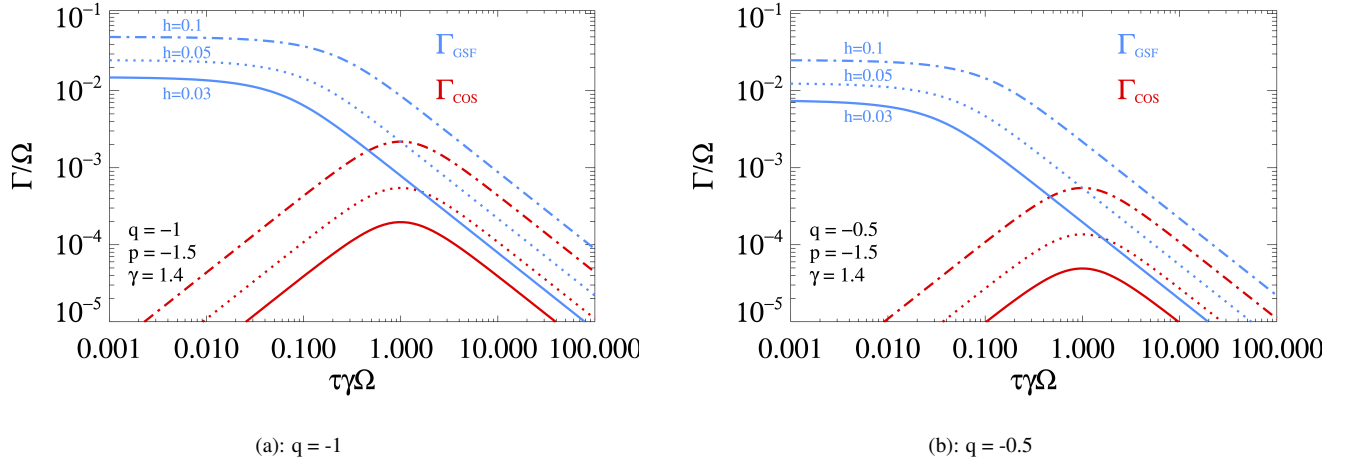 10⁻¹
10⁻²
10⁻³
10⁻⁴
10⁻⁵
Γ/Ω
h=0.1
h=0.05
h=0.03
Γ_GSF
Γ_COS
q = −1
p = −1.5
γ = 1.4
0.001 0.010 0.100 1.000 10.000 100.000
τγΩ
(a): q = -1
10⁻¹
10⁻²
10⁻³
10⁻⁴
10⁻⁵
Γ/Ω
h=0.1
h=0.05
h=0.03
Γ_GSF
Γ_COS
q = −0.5
p = −1.5
γ = 1.4
0.001 0.010 0.100 1.000 10.000 100.000
τγΩ
(b): q = -0.5